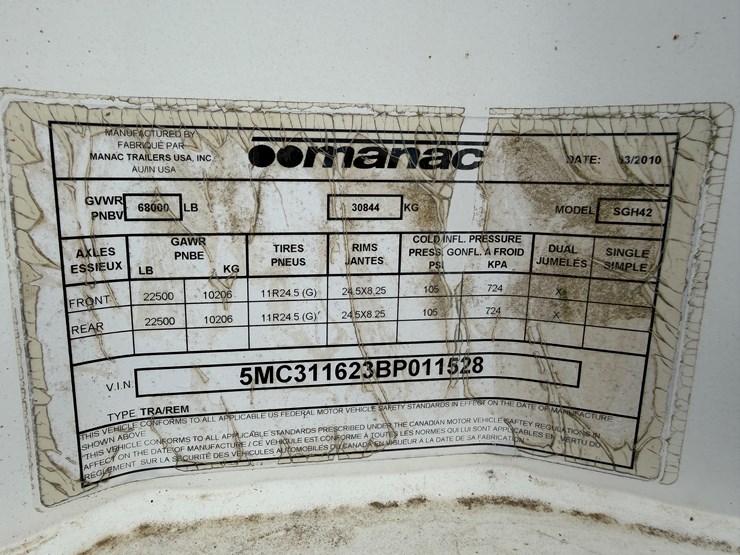 MANUFACTURED BY
FABRIQUÉ PAR
MANAC TRAILERS USA, INC.
AU/IN USA
manac
DATE: 03/2010
GVWR PNBV 68000 LB 30844 KG MODEL SGH42
AXLES ESSIEUX GAWR PNBE LB KG TIRES PNEUS RIMS JANTES COLD INFL. PRESSURE PRESS. GONFL. À FROID PSI KPA DUAL JUMELÉS SINGLE SIMPLE
FRONT 22500 10206 11R24.5 (G) 24.5X8.25 105 724 X
REAR 22500 10206 11R24.5 (G) 24.5X8.25 105 724 X
V.I.N. 5MC311623BP011528
TYPE TRA/REM
THIS VEHICLE CONFORMS TO ALL APPLICABLE US FEDERAL MOTOR VEHICLE SAFETY STANDARDS IN EFFECT ON THE DATE OF MANUFACTURE
SHOWN ABOVE
"THIS VEHICLE CONFORMS TO ALL APPLICABLE STANDARDS PRESCRIBED UNDER THE CANADIAN MOTOR VEHICLE SAFTEY REGULATIONS IN
AFFECT ON THE DATE OF MANUFACTURE / CE VÉHICULE EST CONFORME À TOUTES LES NORMES QUI LUI SONT APPLICABLES EN VERTU DU
RÈGLEMENT SUR LA SÉCURITÉ DES VÉHICULES AUTOMOBILES DU CANADA EN VIGUEUR À LA DATE DE SA FABRICATION."